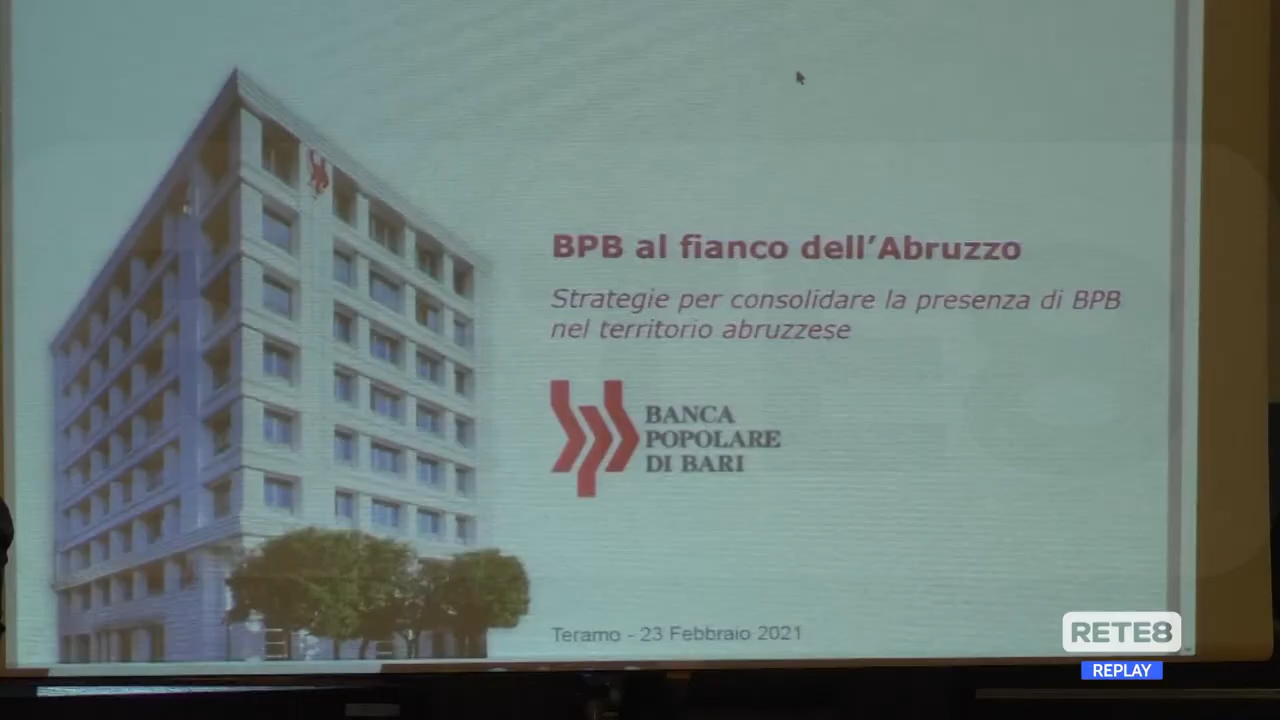 BPB al fianco dell'Abruzzo
Strategie per consolidare la presenza di BPB
nel territorio abruzzese
BANCA
POPOLARE
DI BARI
Teramo - 23 Febbraio 2021
RETE8
REPLAY